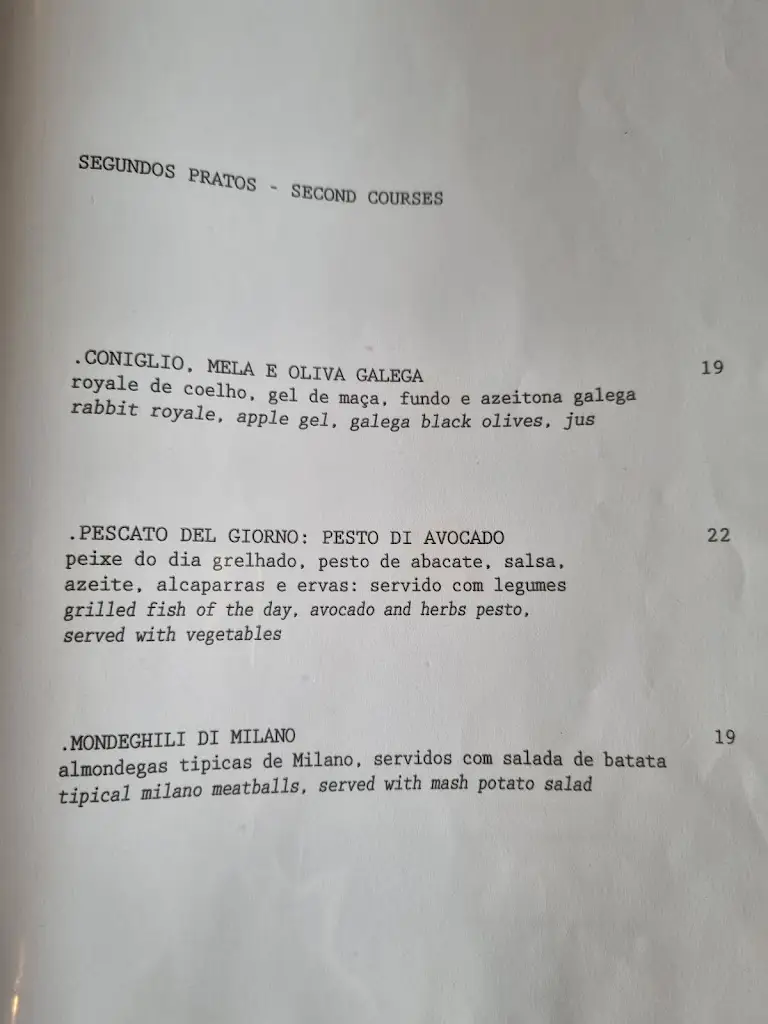 SEGUNDOS PRATOS - SECOND COURSES
.CONIGLIO, MELA E OLIVA GALEGA 19
royale de coelho, gel de maça, fundo e azeitona galega
rabbit royale, apple gel, galega black olives, jus
.PESCATO DEL GIORNO: PESTO DI AVOCADO 22
peixe do dia grelhado, pesto de abacate, salsa,
azeite, alcaparras e ervas: servido com legumes
grilled fish of the day, avocado and herbs pesto,
served with vegetables
.MONDEGHILI DI MILANO 19
almondegas tipicas de Milano, servidos com salada de batata
tipical milano meatballs, served with mash potato salad